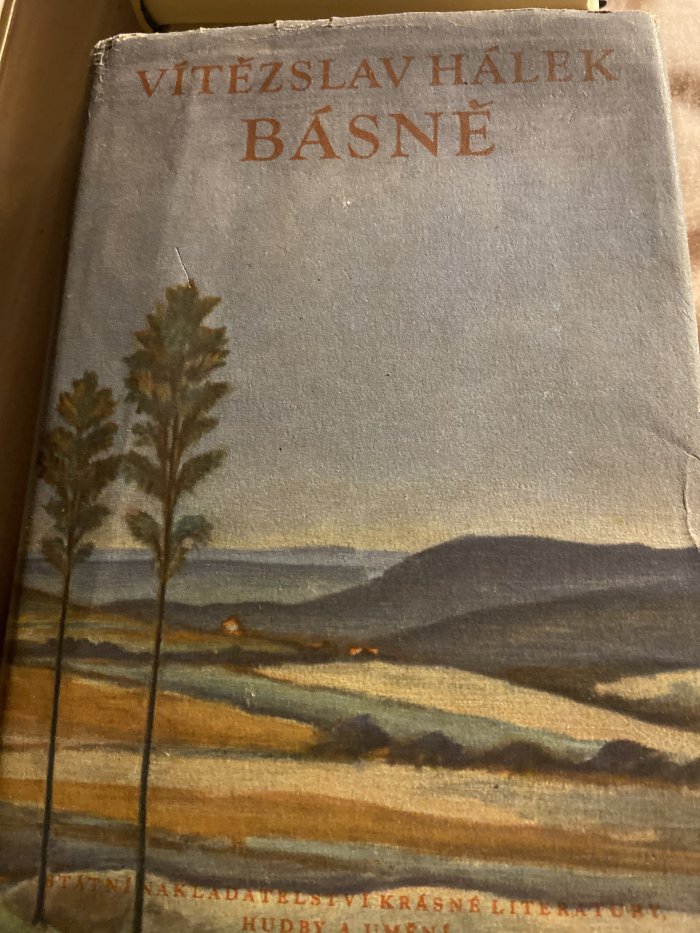 VÍTĚZSLAV HÁLEK
BÁSNĚ
STÁTNÍ NAKLADATELSTVÍ KRÁSNÉ LITERATURY,
HUDBY A UMĚNÍ